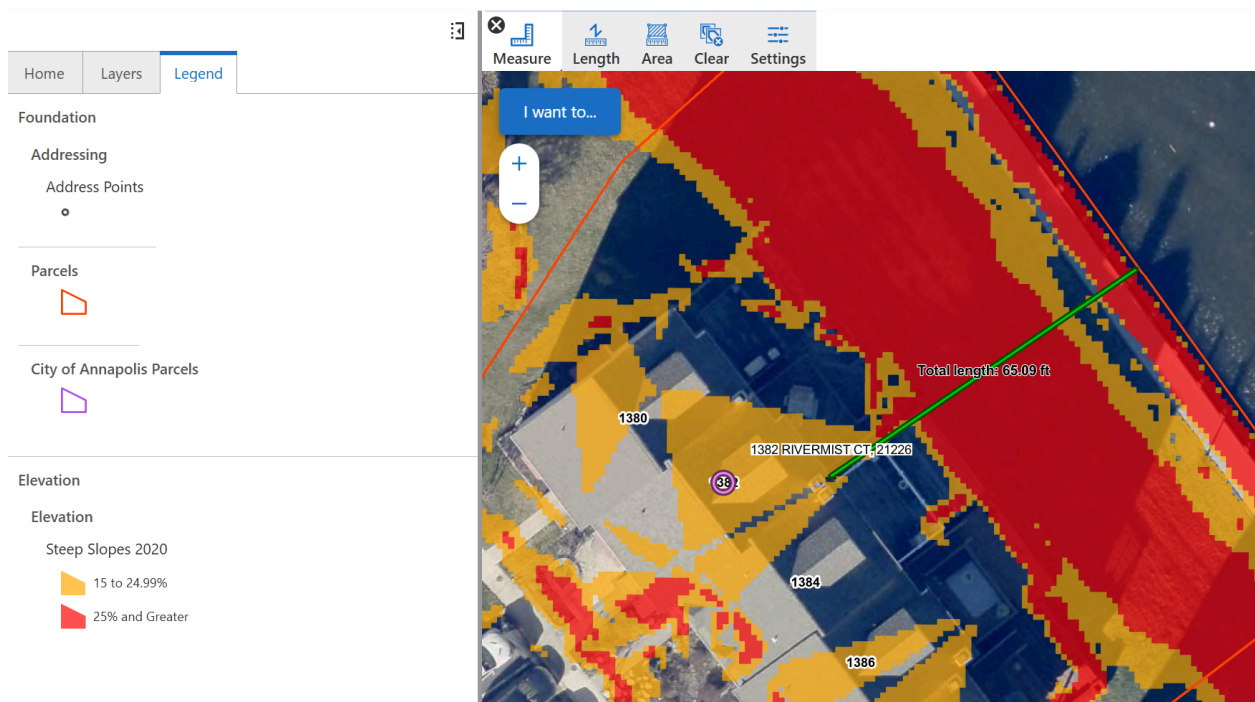 Measure
Length
Area
Clear
Settings
Home
Layers
Legend
I want to...
+
−
Foundation
Addressing
Address Points
Parcels
City of Annapolis Parcels
Elevation
Elevation
Steep Slopes 2020
15 to 24.99%
25% and Greater
Total length: 65.09 ft
1380
1382 RIVERMIST CT, 21226
1382
1384
1386